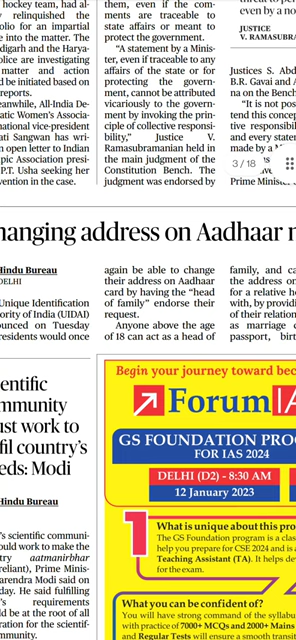 hockey team, had al-
relinquished the
folio for an impartial
into the matter. The
digarh and the Harya-
olice are investigating
matter and action
d be initiated based on
reports.
eanwhile, All-India De-
atic Women's Associa-
national vice-president
ati Sangwan has wri-
n open letter to Indian
pic Association presi-
P.T. Usha seeking her
vention in the case.
them, even if the com-
ments are traceable to
state affairs or meant to
protect the government.
"A statement by a Minis-
ter, even if traceable to any
affairs of the state or for
protecting the govern-
ment, cannot be attributed
vicariously to the govern-
ment by invoking the prin-
ciple of collective responsi-
bility," Justice V.
Ramasubramanian held in
the main judgment of the
Constitution Bench. The
judgment was endorsed by
even by a no
JUSTICE
V. RAMASUBRA
Justices S. Abd
B.R. Gavai and A
na on the Bench
"It is not pos
tend this concep
tive responsibil
and every state
made by a
3 / 18
Prime Minister
hanging address on Aadhaar
Hindu Bureau
DELHI
Unique Identification
ority of India (UIDAI)
ounced on Tuesday
residents would once
again be able to change
their address on Aadhaar
card by having the "head
of family" endorse their
request.
Anyone above the age
of 18 can act as a head of
family, and ca
the address on
for a relative h
with, by providi
of their relation
as marriage c
passport, birt
entific
mmunity
ust work to
fil country's
eds: Modi
Hindu Bureau
's scientific communi-
ould work to make the
try aatmanirbhar
reliant), Prime Minis-
arendra Modi said on
day. He said fulfilling
's requirements
ld be at the root of all
ration for the scientif-
mmunity.
Begin your journey toward bec
Forum IA
GS FOUNDATION PRO
FOR IAS 2024
DELHI (D2) - 8:30 AM
12 January 2023
1
What is unique about this pro
The GS Foundation program is a clas
help you prepare for CSE 2024 and is a
Teaching Assistant (TA). It helps de
for the exam.
What you can be confident of?
You will have strong command of the syllabu
with practice of 7000+ MCQs and 2000+ Mains
and Regular Tests will ensure a smooth trans